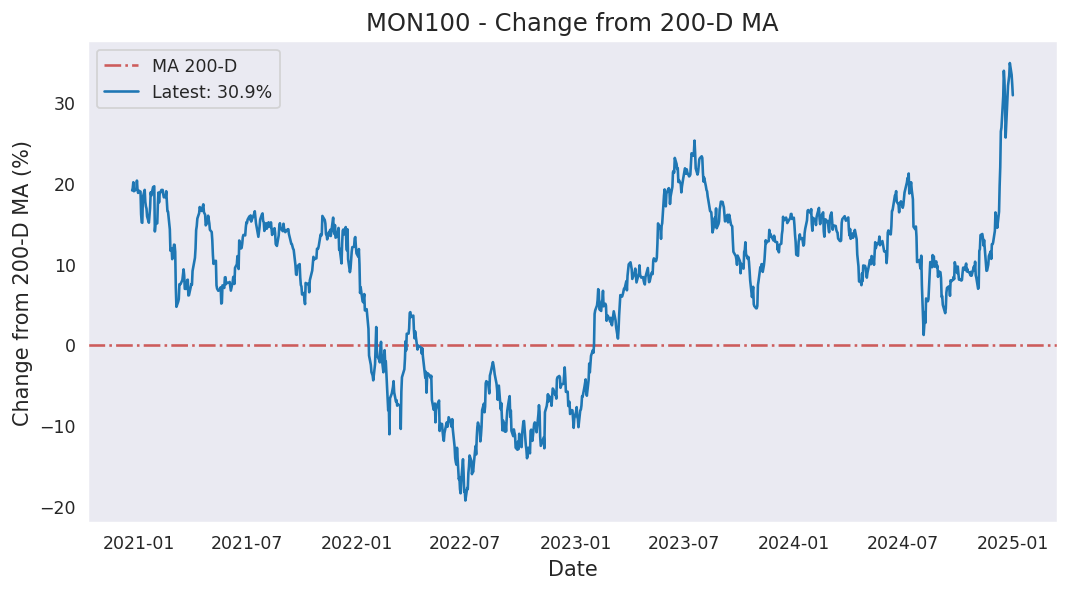 MON100 - Change from 200-D MA
MA 200-D
Latest: 30.9%
Change from 200-D MA (%)
30
20
10
0
−10
−20
2021-01 2021-07 2022-01 2022-07 2023-01 2023-07 2024-01 2024-07 2025-01
Date